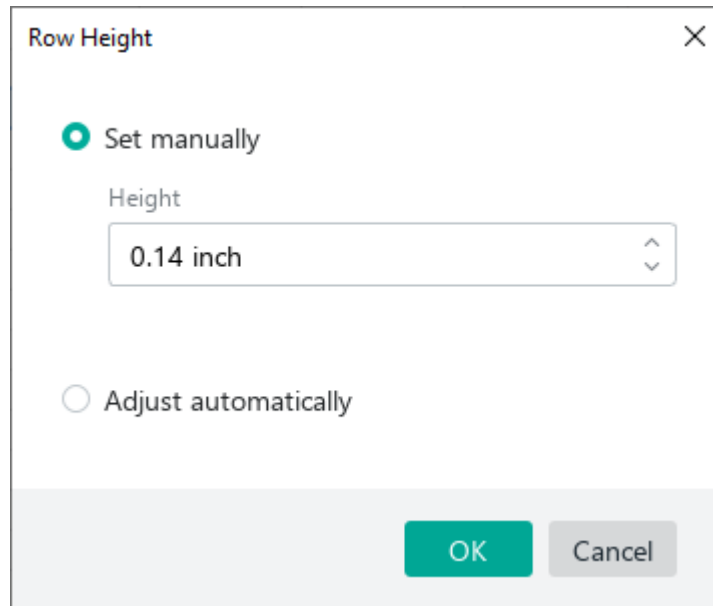 Row Height
Set manually
Height
0.14 inch
Adjust automatically
OK Cancel